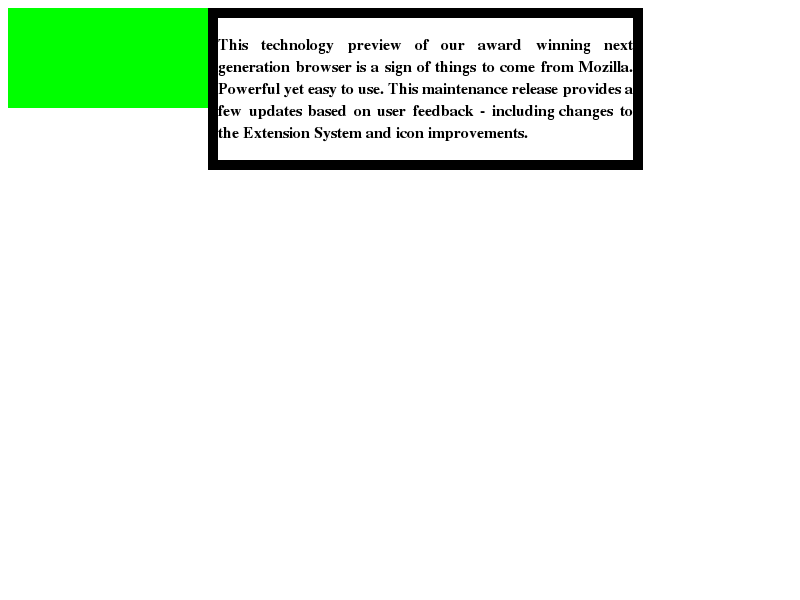 This technology preview of our award winning next
generation browser is a sign of things to come from Mozilla.
Powerful yet easy to use. This maintenance release provides a
few updates based on user feedback - including changes to
the Extension System and icon improvements.